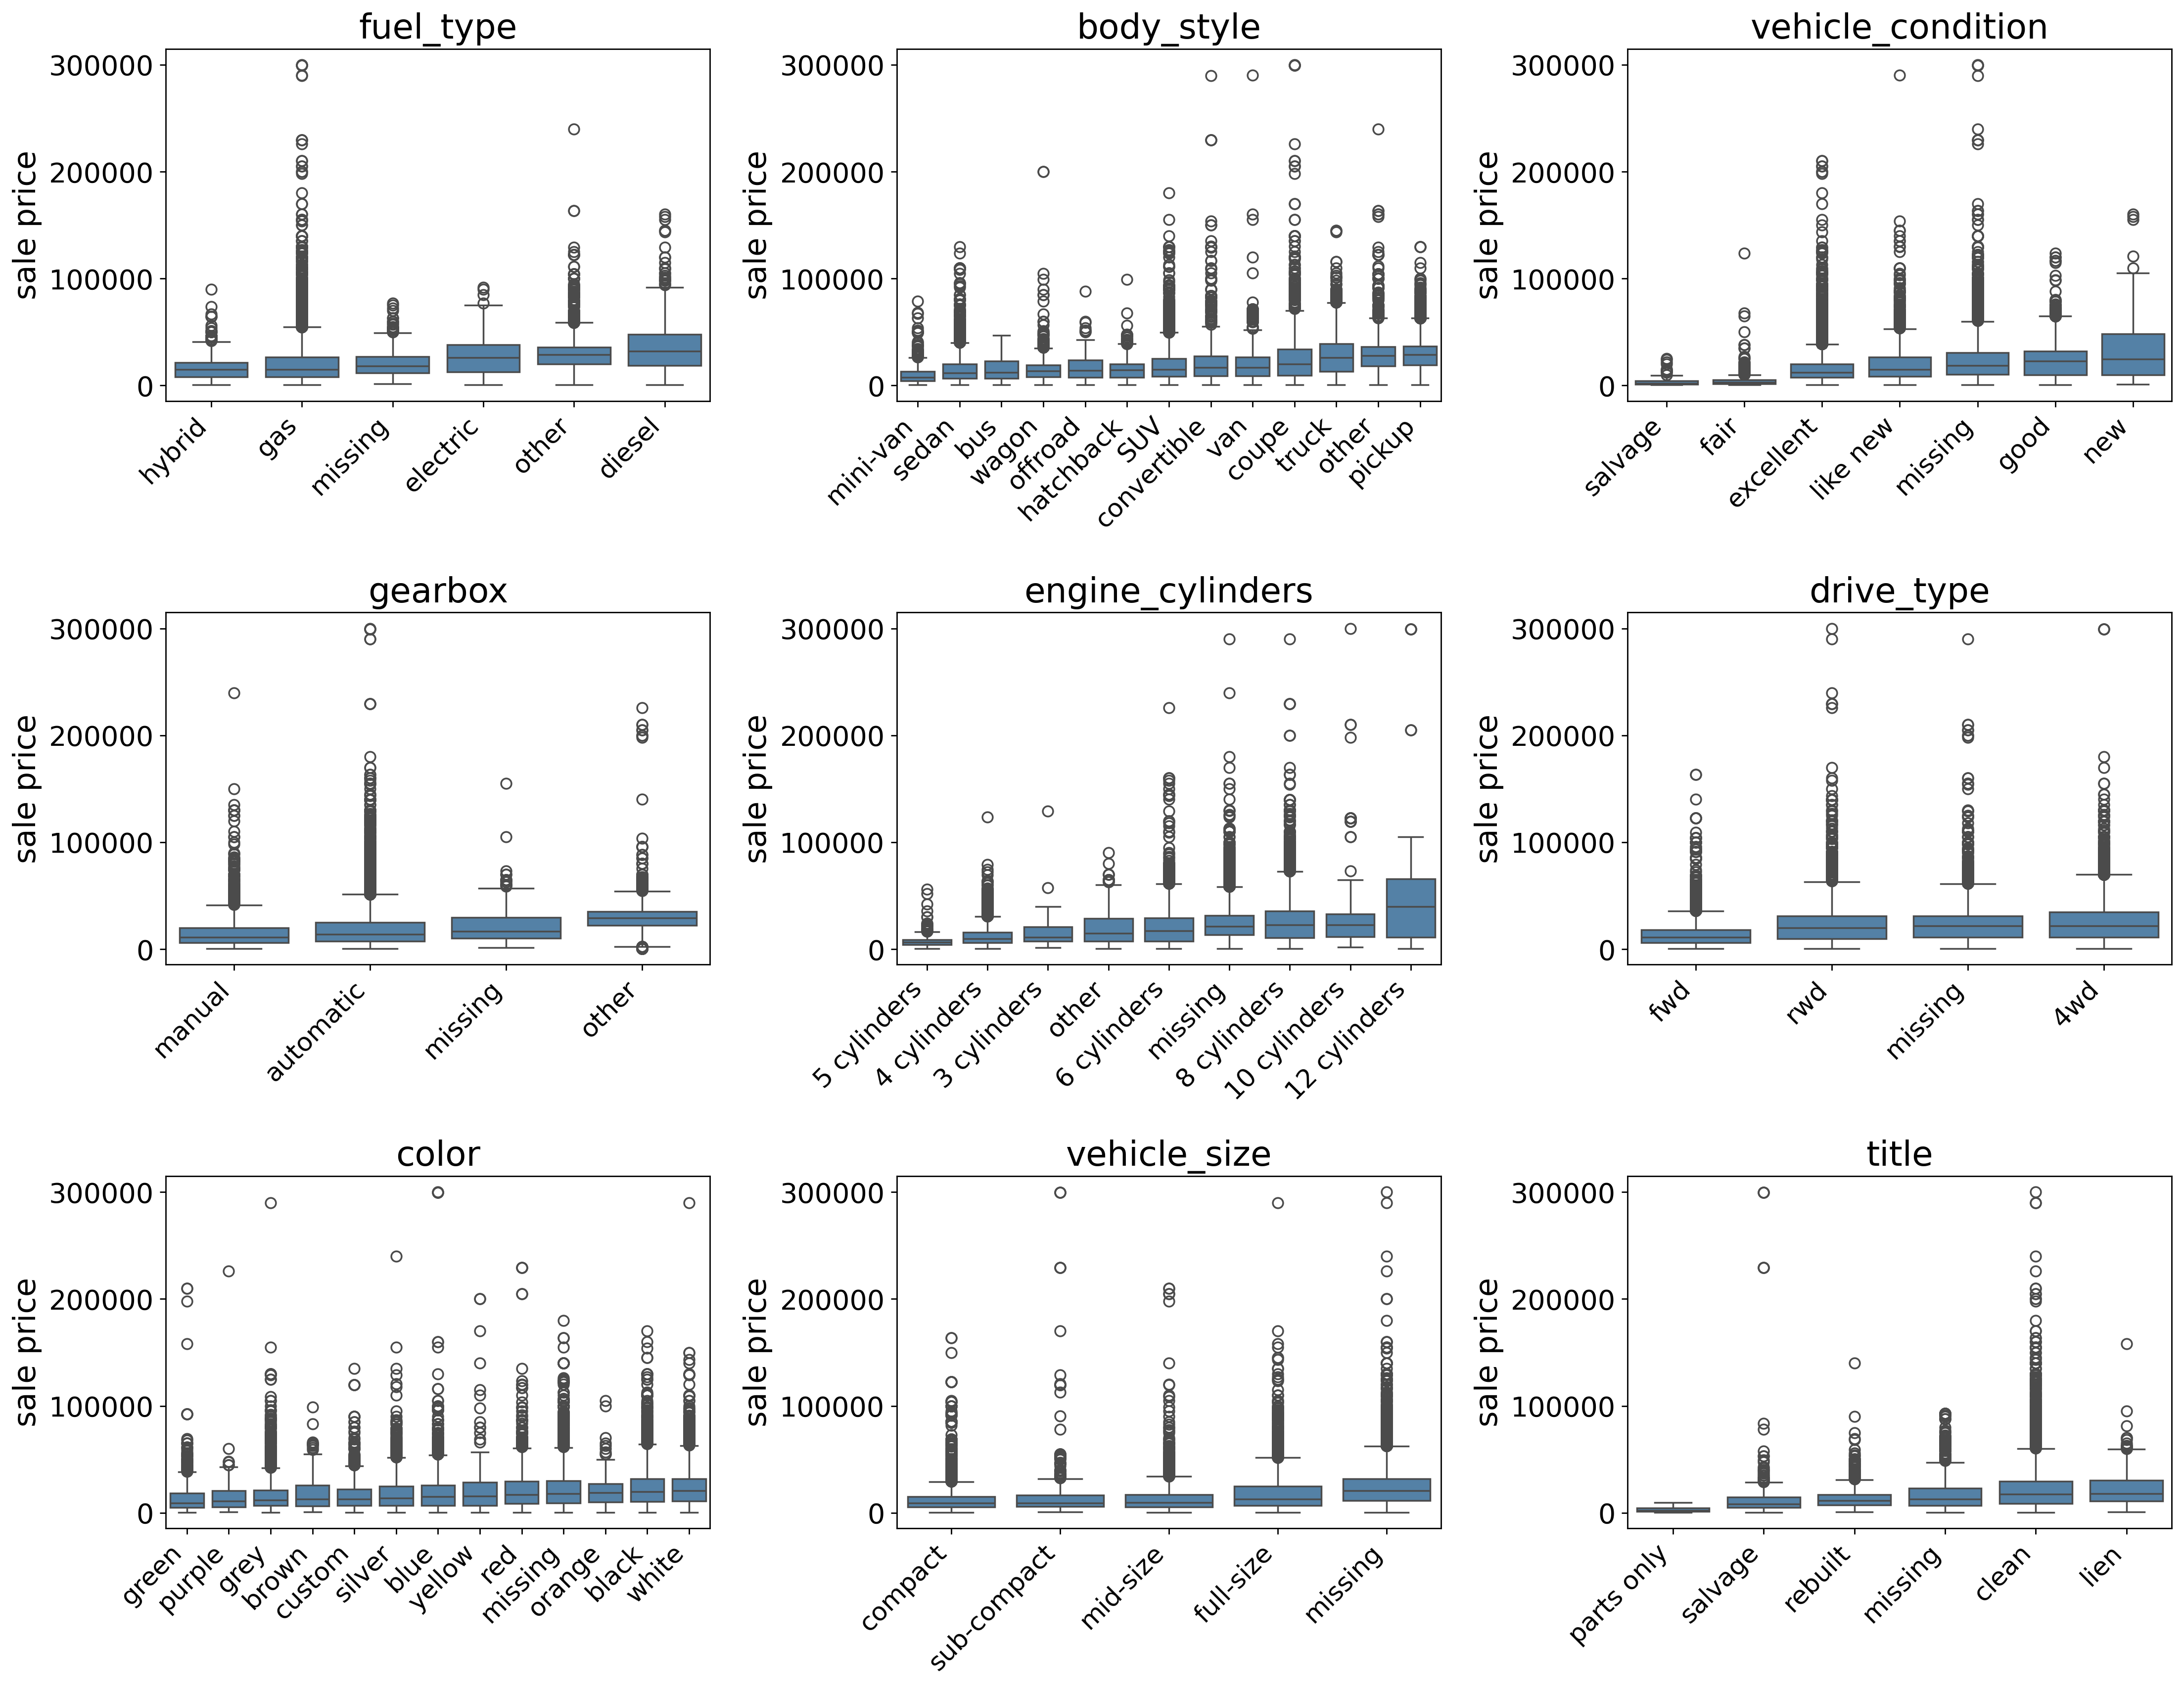 fuel_type
sale price
300000
200000
100000
0
hybrid
gas
missing
electric
other
diesel
body_style
sale price
300000
200000
100000
0
mini-van
sedan
bus
wagon
offroad
hatchback
SUV
convertible
van
coupe
truck
other
pickup
vehicle_condition
sale price
300000
200000
100000
0
salvage
fair
excellent
like new
missing
good
new
gearbox
sale price
300000
200000
100000
0
manual
automatic
missing
other
engine_cylinders
sale price
300000
200000
100000
0
5 cylinders
4 cylinders
3 cylinders
other
6 cylinders
missing
8 cylinders
10 cylinders
12 cylinders
drive_type
sale price
300000
200000
100000
0
fwd
rwd
missing
4wd
color
sale price
300000
200000
100000
0
green
purple
grey
brown
custom
silver
blue
yellow
red
missing
orange
black
white
vehicle_size
sale price
300000
200000
100000
0
compact
sub-compact
mid-size
full-size
missing
title
sale price
300000
200000
100000
0
parts only
salvage
rebuilt
missing
clean
lien